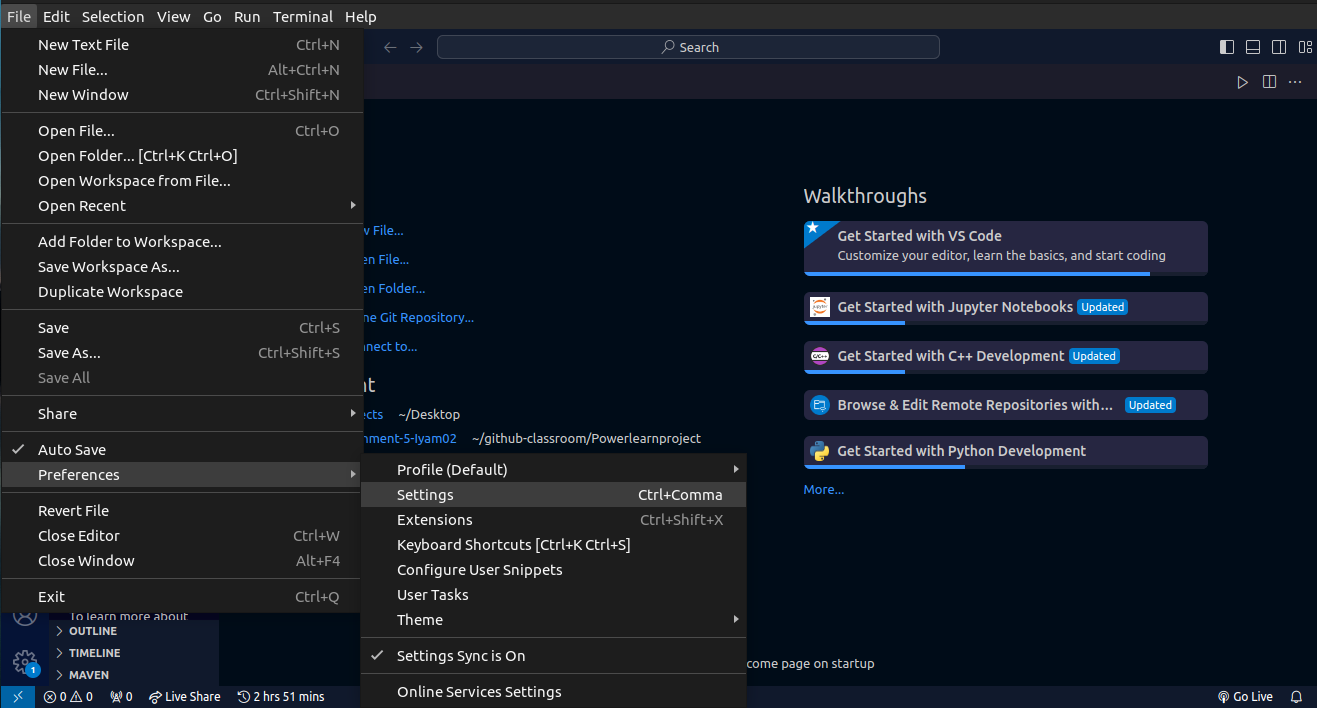 File Edit Selection View Go Run Terminal Help
Search
New Text File Ctrl+N
New File... Alt+Ctrl+N
New Window Ctrl+Shift+N
Open File... Ctrl+O
Open Folder... [Ctrl+K Ctrl+O]
Open Workspace from File...
Open Recent
Add Folder to Workspace...
Save Workspace As...
Duplicate Workspace
Save Ctrl+S
Save As... Ctrl+Shift+S
Save All
Share
Auto Save
Preferences
Revert File
Close Editor Ctrl+W
Close Window Alt+F4
Exit Ctrl+Q
Profile (Default)
Settings Ctrl+Comma
Extensions Ctrl+Shift+X
Keyboard Shortcuts [Ctrl+K Ctrl+S]
Configure User Snippets
User Tasks
Theme
Settings Sync is On
Online Services Settings
w File...
en File...
en Folder...
ne Git Repository...
nnect to...
nt
ects ~/Desktop
nment-5-Iyam02 ~/github-classroom/Powerlearnproject
Walkthroughs
Get Started with VS Code
Customize your editor, learn the basics, and start coding
Get Started with Jupyter Notebooks Updated
Get Started with C++ Development Updated
Browse & Edit Remote Repositories with... Updated
Get Started with Python Development
More...
come page on startup
To learn more about
OUTLINE
TIMELINE
MAVEN
1
0 0 0 Live Share 2 hrs 51 mins Go Live